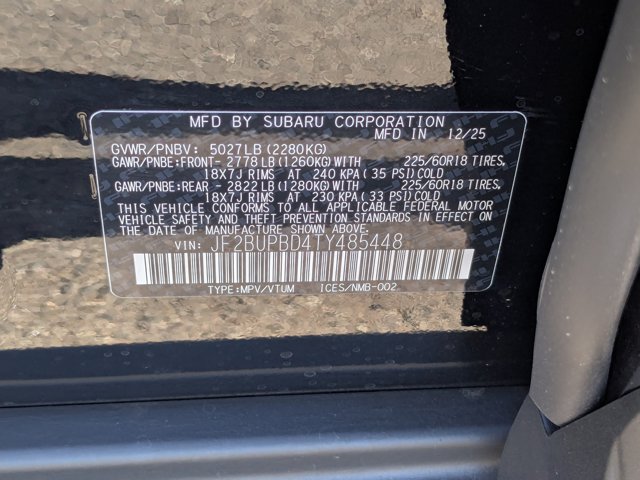 MFD BY SUBARU CORPORATION
MFD IN 12/25
GVWR/PNBV: 5027LB (2280KG)
GAWR/PNBE:FRONT- 2778 LB (1260KG) WITH 225/60R18 TIRES,
18X7J RIMS AT 240 KPA (35 PSI) COLD
GAWR/PNBE:REAR - 2822 LB (1280KG) WITH 225/60R18 TIRES,
18X7J RIMS AT 230 KPA (33 PSI) COLD
THIS VEHICLE CONFORMS TO ALL APPLICABLE FEDERAL MOTOR
VEHICLE SAFETY AND THEFT PREVENTION STANDARDS IN EFFECT ON
THE DATE OF MANUFACTURE SHOWN ABOVE.
VIN: JF2BUPBD4TY485448
TYPE:MPV/VTUM ICES/NMB-002